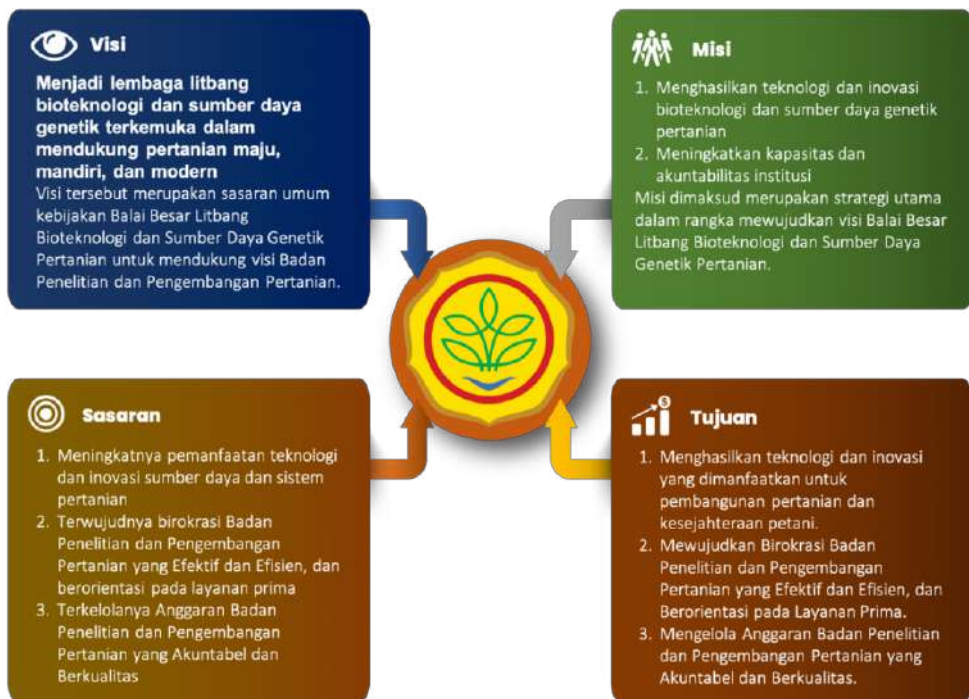 Visi
Menjadi lembaga litbang
bioteknologi dan sumber daya
genetik terkemuka dalam
mendukung pertanian maju,
mandiri, dan modern
Visi tersebut merupakan sasaran umum
kebijakan Balai Besar Litbang
Bioteknologi dan Sumber Daya Genetik
Pertanian untuk mendukung visi Badan
Penelitian dan Pengembangan Pertanian.
Misi
1. Menghasilkan teknologi dan inovasi
bioteknologi dan sumber daya genetik
pertanian
2. Meningkatkan kapasitas dan
akuntabilitas institusi
Misi dimaksud merupakan strategi utama
dalam rangka mewujudkan visi Balai Besar
Litbang Bioteknologi dan Sumber Daya
Genetik Pertanian.
Sasaran
1. Meningkatnya pemanfaatan teknologi
dan inovasi sumber daya dan sistem
pertanian
2. Terwujudnya birokrasi Badan
Penelitian dan Pengembangan
Pertanian yang Efektif dan Efisien, dan
berorientasi pada layanan prima
3. Terkelolanya Anggaran Badan
Penelitian dan Pengembangan
Pertanian yang Akuntabel dan
Berkualitas
$
Tujuan
1. Menghasilkan teknologi dan inovasi
yang dimanfaatkan untuk
pembangunan pertanian dan
kesejahteraan petani.
2. Mewujudkan Birokrasi Badan
Penelitian dan Pengembangan
Pertanian yang Efektif dan Efisien, dan
Berorientasi pada Layanan Prima.
3. Mengelola Anggaran Badan Penelitian
dan Pengembangan Pertanian yang
Akuntabel dan Berkualitas.